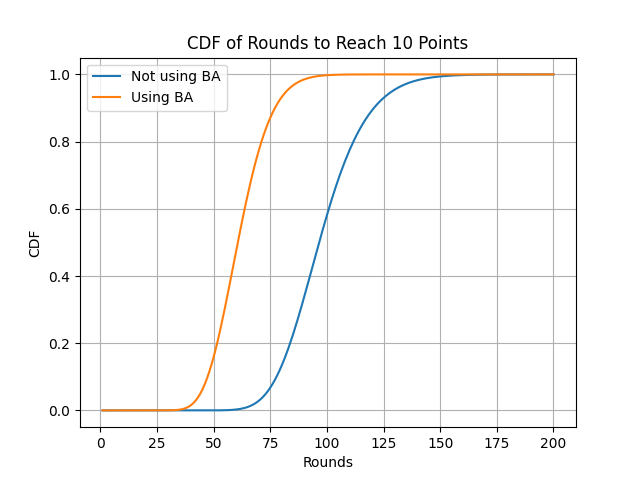 CDF of Rounds to Reach 10 Points
Not using BA
Using BA
1.0
0.8
0.6
0.4
0.2
0.0
CDF
0 25 50 75 100 125 150 175 200
Rounds